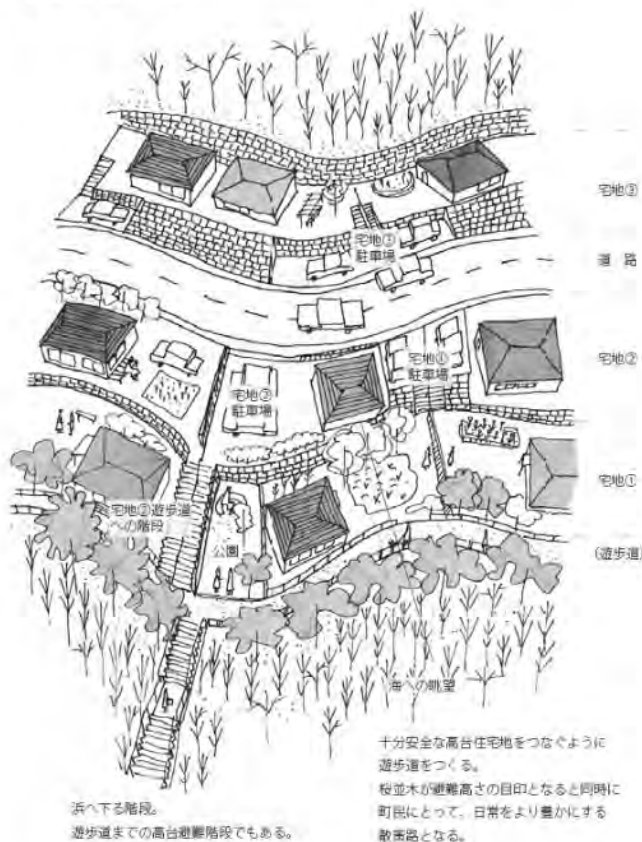 宅地③
宅地③
駐車場
道路
宅地①
駐車場
宅地②
宅地②
駐車場
宅地①
宅地②遊歩道
への階段
公園
(遊歩道)
海への眺望
十分安全な高台住宅地をつなぐように
遊歩道をつくる。
桜並木が避難高さの目印となると同時に
町民にとって、日常をより豊かにする
散策路となる。
浜へ下る階段。
遊歩道までの高台避難階段でもある。